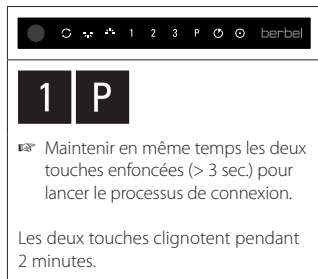 1 2 3 P berbel
1 P
☞ Maintenir en même temps les deux
touches enfoncées (> 3 sec.) pour
lancer le processus de connexion.
Les deux touches clignotent pendant
2 minutes.